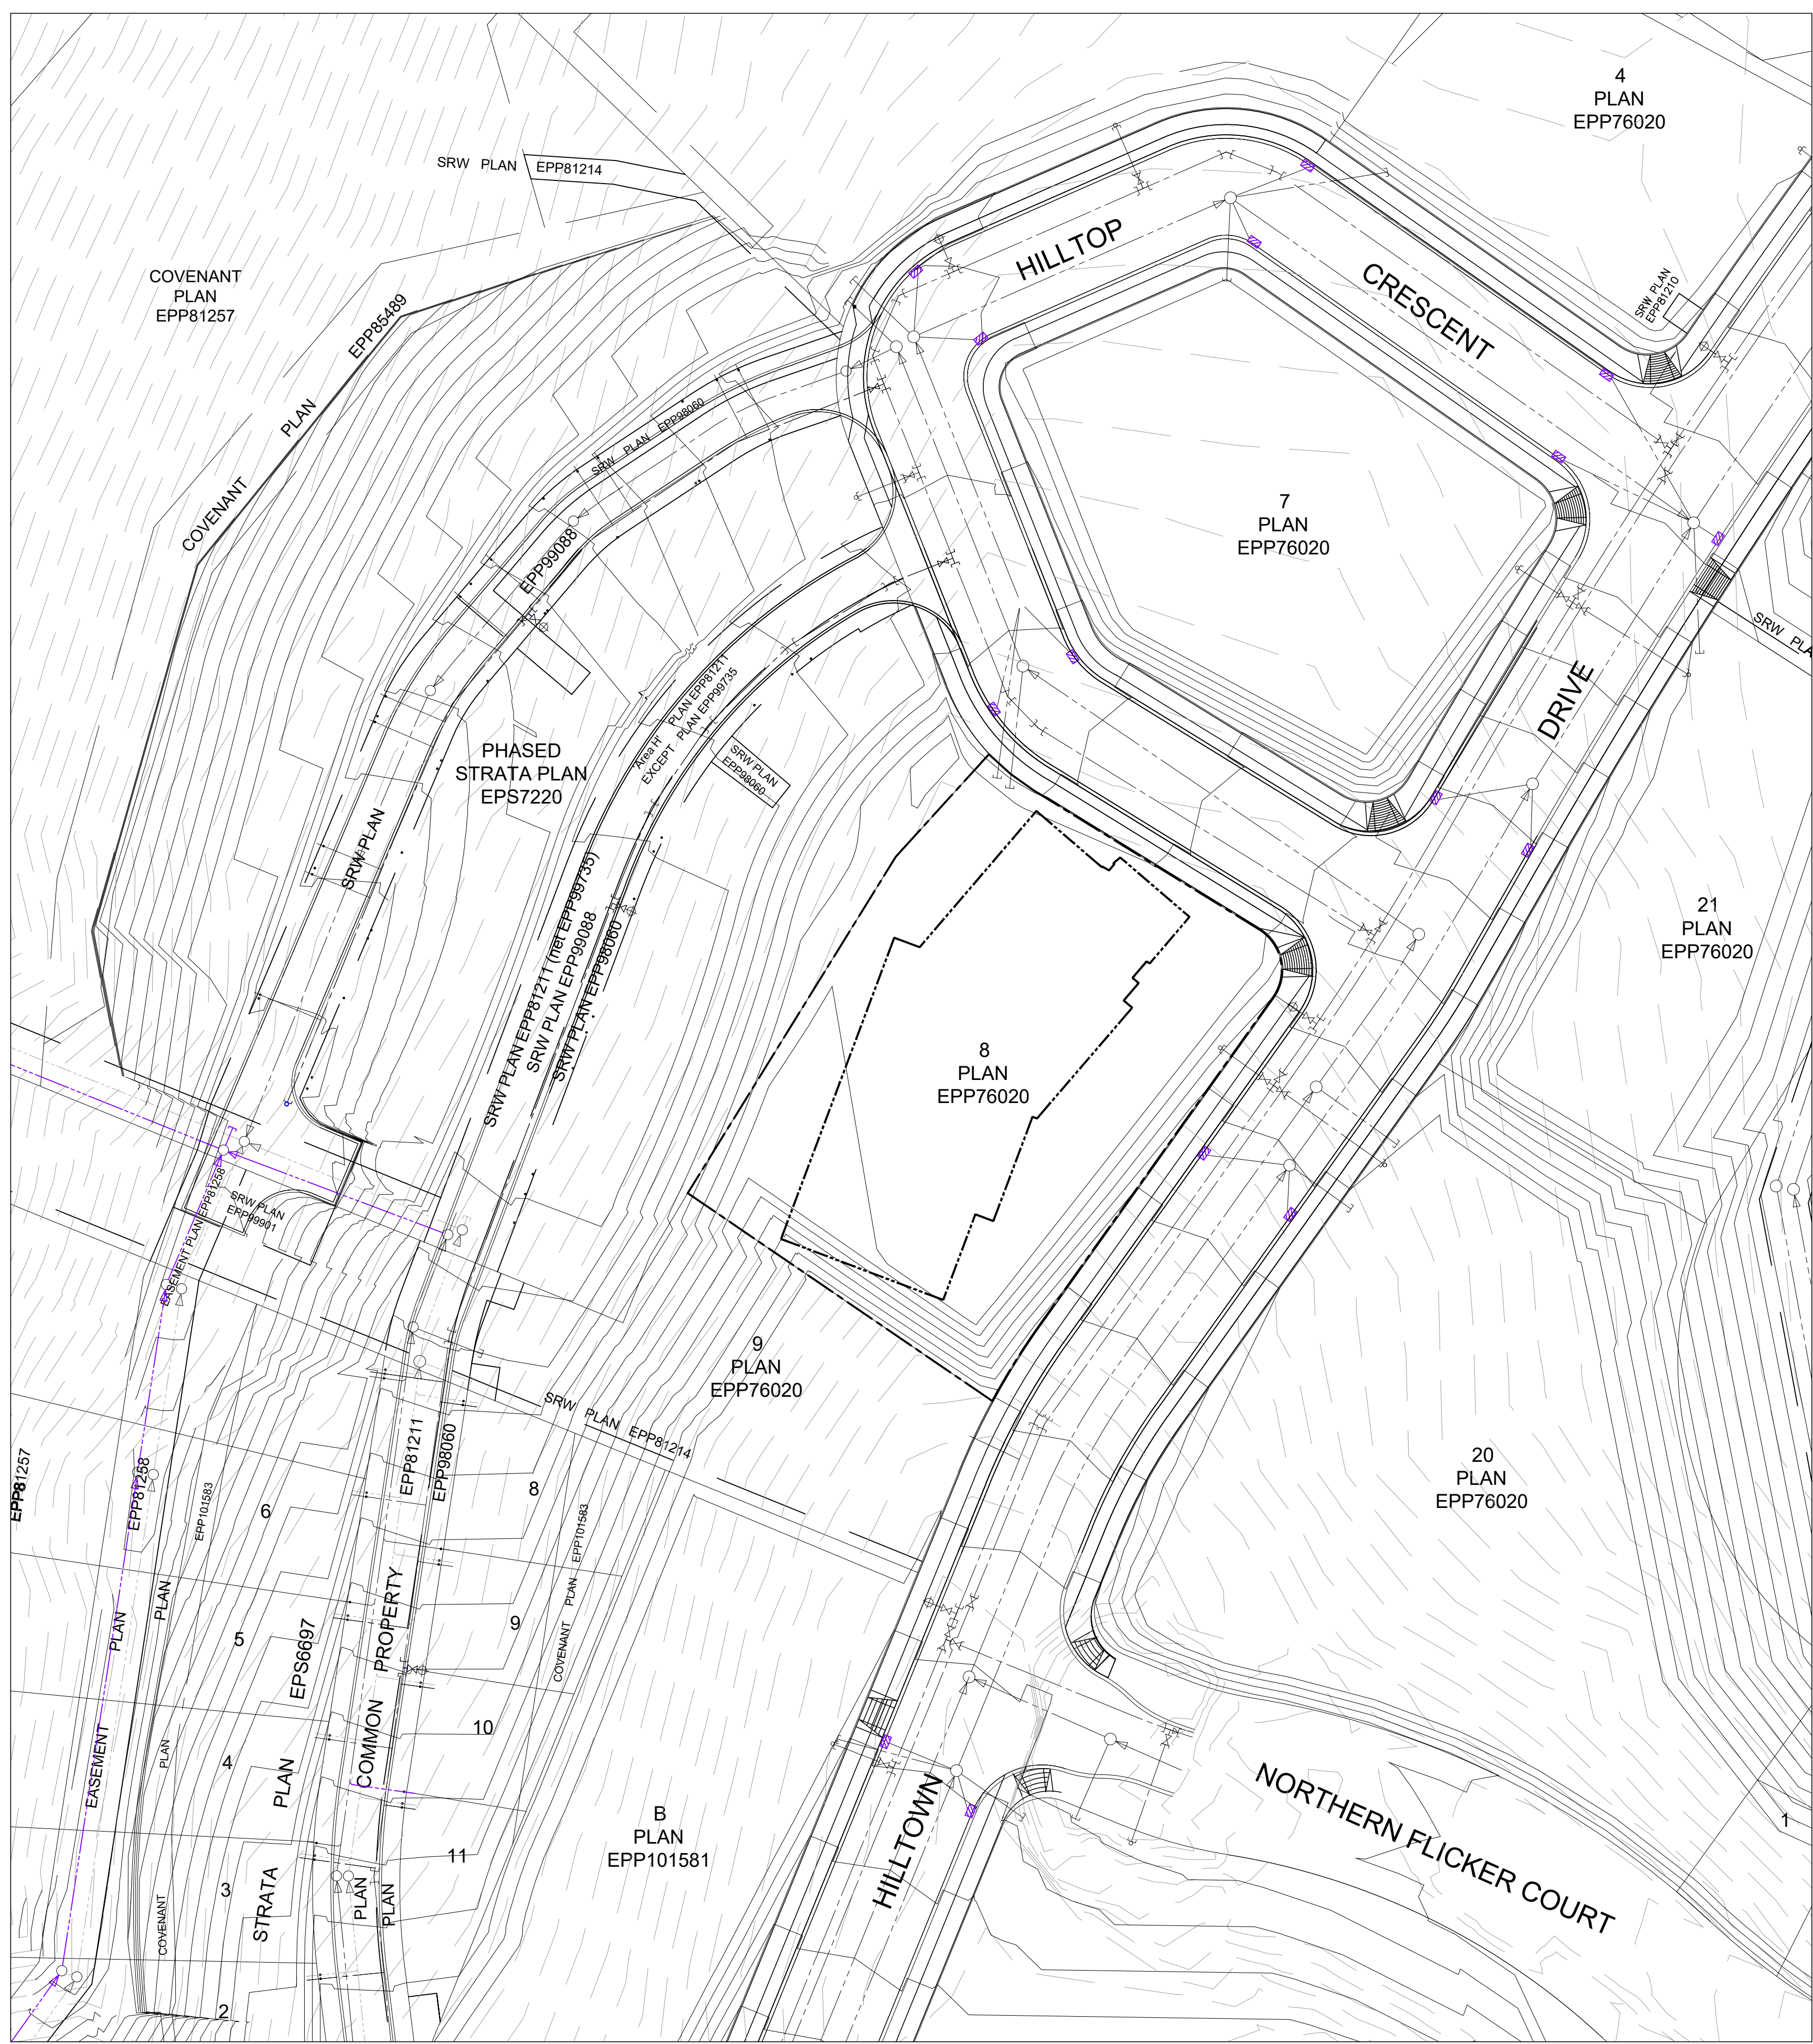 4
PLAN
EPP76020
SRW PLAN EPP81214
COVENANT
PLAN
EPP81257
COVENANT PLAN EPP85489
HILLTOP
CRESCENT
SRW PLAN
EPP81210
SRW PLAN EPP98060
7
PLAN
EPP76020
EPP99088
SRW PLAN
PHASED
STRATA PLAN
EPS7220
"Area H" PLAN EPP81211
EXCEPT PLAN EPP99735
SRW PLAN
EPP98060
DRIVE
SRW PLA
SRW PLAN EPP81211 (net EPP99735)
SRW PLAN EPP99088
SRW PLAN EPP98060
21
PLAN
EPP76020
8
PLAN
EPP76020
EASEMENT PLAN EPP81258
SRW PLAN
EPP99901
9
PLAN
EPP76020
SRW PLAN EPP81214
20
PLAN
EPP76020
EPP81257
EASEMENT PLAN EPP81258
PLAN
COVENANT PLAN EPP101583
6
5
4
3
2
STRATA PLAN EPS6697
COMMON PROPERTY
PLAN EPP81211
PLAN EPP98060
8
9
10
11
COVENANT PLAN EPP101583
B
PLAN
EPP101581
HILLTOWN
NORTHERN FLICKER COURT
1